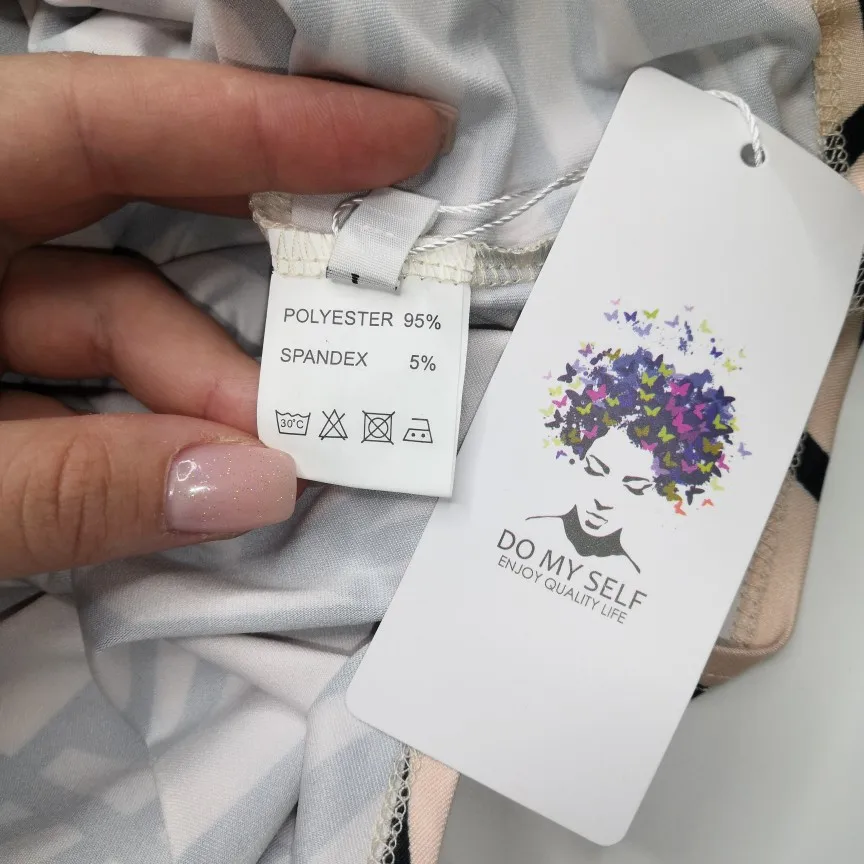 POLYESTER 95%
SPANDEX 5%
30°C
DO MY SELF
ENJOY QUALITY LIFE